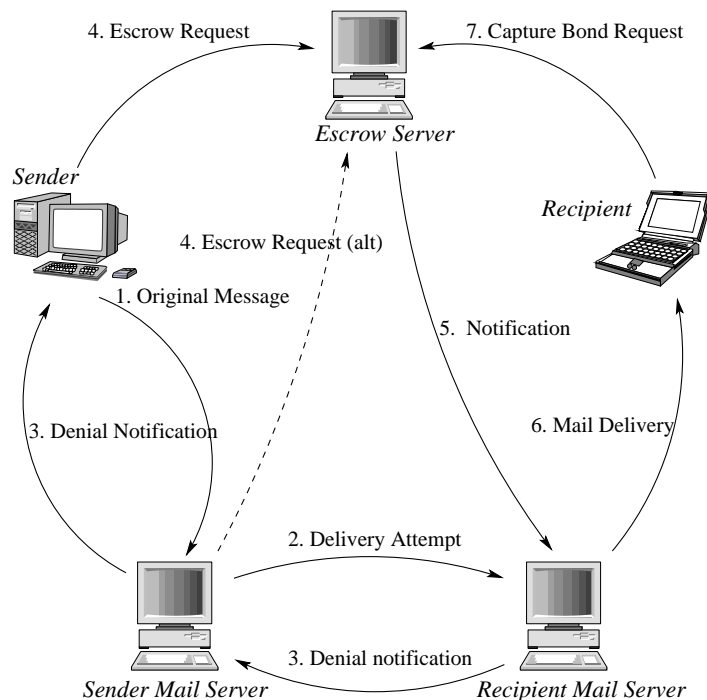 4. Escrow Request
7. Capture Bond Request
Escrow Server
Sender
Recipient
4. Escrow Request (alt)
1. Original Message
5. Notification
3. Denial Notification
6. Mail Delivery
2. Delivery Attempt
3. Denial notification
Sender Mail Server
Recipient Mail Server